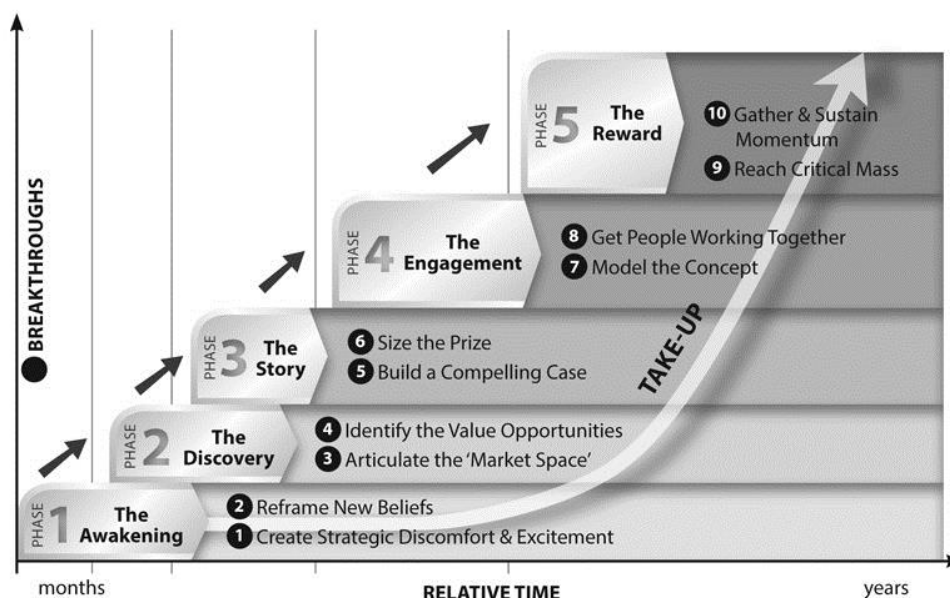 BREAKTHROUGHS
PHASE 5
The
Reward
10 Gather & Sustain
Momentum
9 Reach Critical Mass
PHASE 4
The
Engagement
8 Get People Working Together
7 Model the Concept
PHASE 3
The
Story
6 Size the Prize
5 Build a Compelling Case
PHASE 2
The
Discovery
4 Identify the Value Opportunities
3 Articulate the ‘Market Space’
PHASE 1
The
Awakening
2 Reframe New Beliefs
1 Create Strategic Discomfort & Excitement
TAKE-UP
months
RELATIVE TIME
years